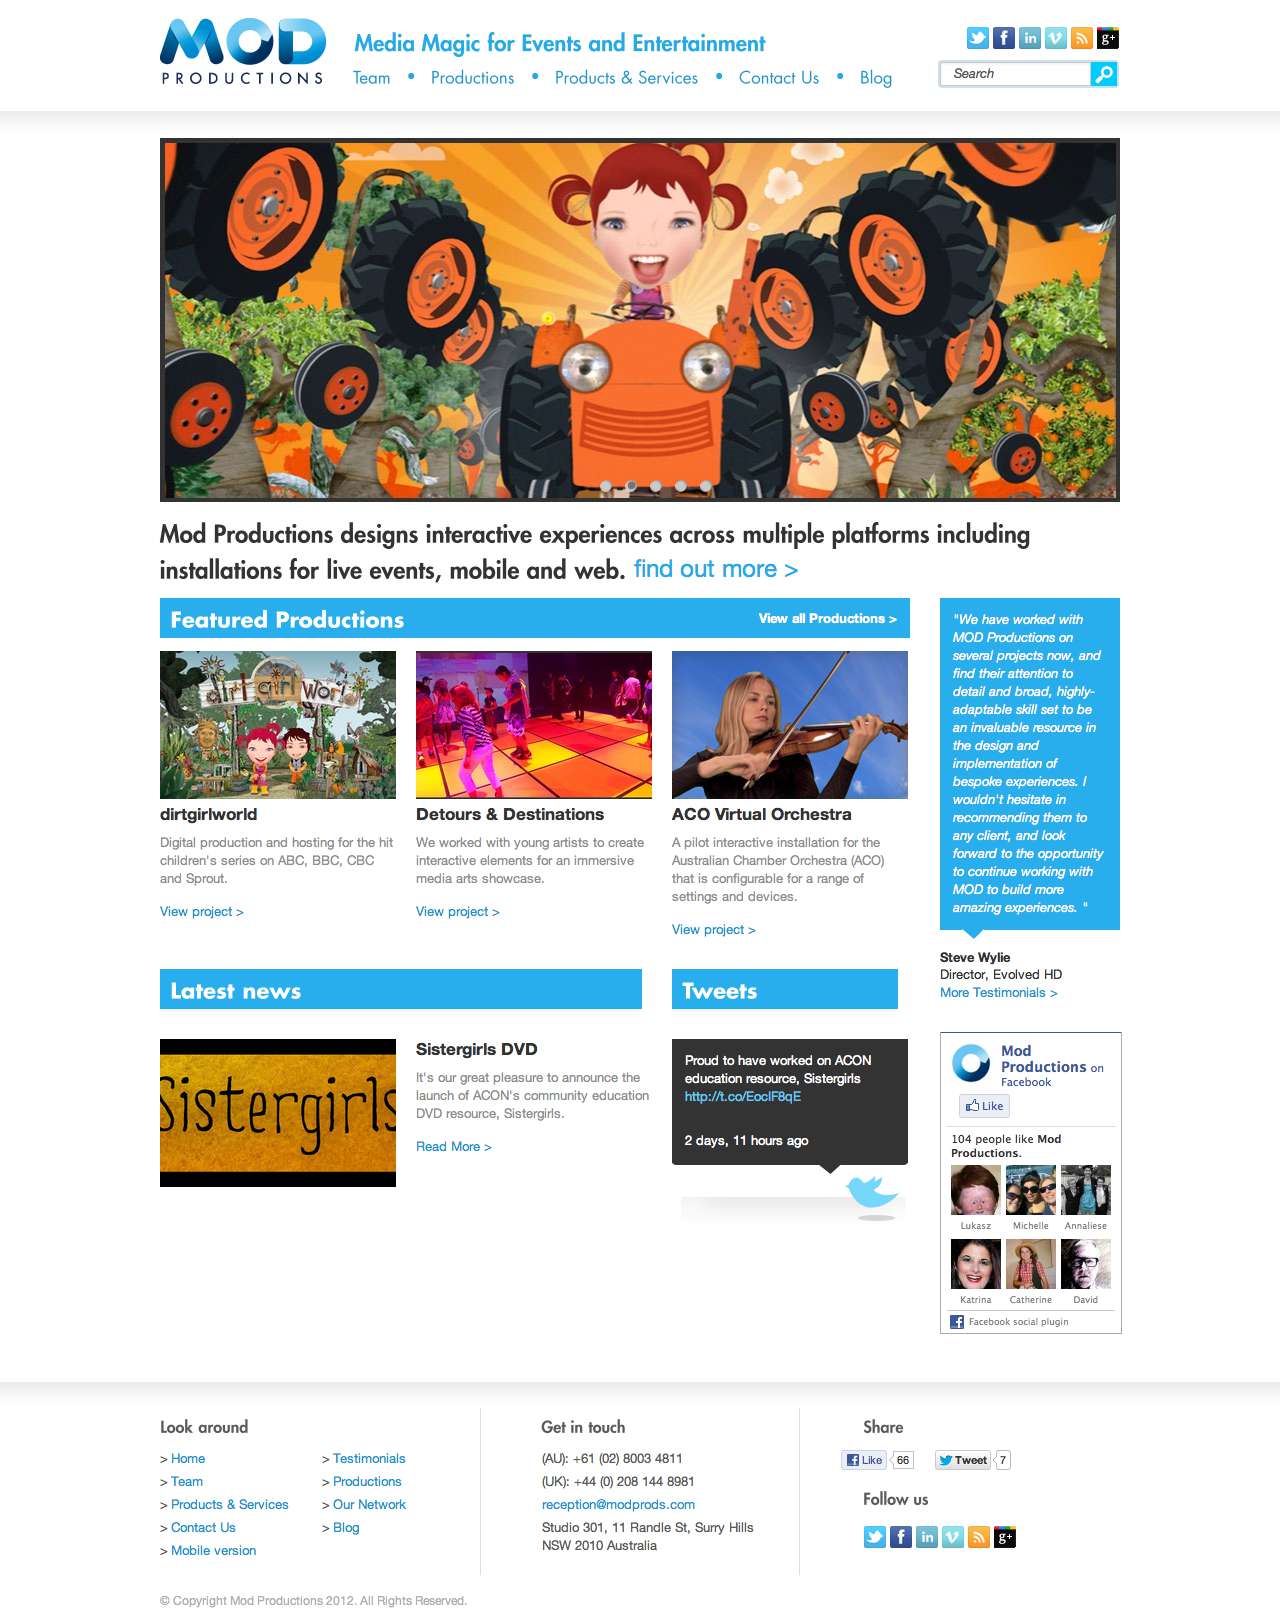 MOD
PRODUCTIONS
Media Magic for Events and Entertainment
Team • Productions • Products & Services • Contact Us • Blog
Search
Mod Productions designs interactive experiences across multiple platforms including
installations for live events, mobile and web. find out more >
Featured Productions
View all Productions >
dirt girl world
dirtgirlworld
Digital production and hosting for the hit
children's series on ABC, BBC, CBC
and Sprout.
View project >
Detours & Destinations
We worked with young artists to create
interactive elements for an immersive
media arts showcase.
View project >
ACO Virtual Orchestra
A pilot interactive installation for the
Australian Chamber Orchestra (ACO)
that is configurable for a range of
settings and devices.
View project >
"We have worked with
MOD Productions on
several projects now, and
find their attention to
detail and broad, highly-
adaptable skill set to be
an invaluable resource in
the design and
implementation of
bespoke experiences. I
wouldn't hesitate in
recommending them to
any client, and look
forward to the opportunity
to continue working with
MOD to build more
amazing experiences. "
Steve Wylie
Director, Evolved HD
More Testimonials >
Latest news
Sistergirls
Sistergirls DVD
It's our great pleasure to announce the
launch of ACON's community education
DVD resource, Sistergirls.
Read More >
Tweets
Proud to have worked on ACON
education resource, Sistergirls
http://t.co/EoclF8qE
2 days, 11 hours ago
Mod
Productions on
Facebook
Like
104 people like Mod
Productions.
Lukasz Michelle Annaliese
Katrina Catherine David
Facebook social plugin
Look around
> Home
> Team
> Products & Services
> Contact Us
> Mobile version
> Testimonials
> Productions
> Our Network
> Blog
Get in touch
(AU): +61 (02) 8003 4811
(UK): +44 (0) 208 144 8981
reception@modprods.com
Studio 301, 11 Randle St, Surry Hills
NSW 2010 Australia
Share
Like 66 Tweet 7
Follow us
© Copyright Mod Productions 2012. All Rights Reserved.